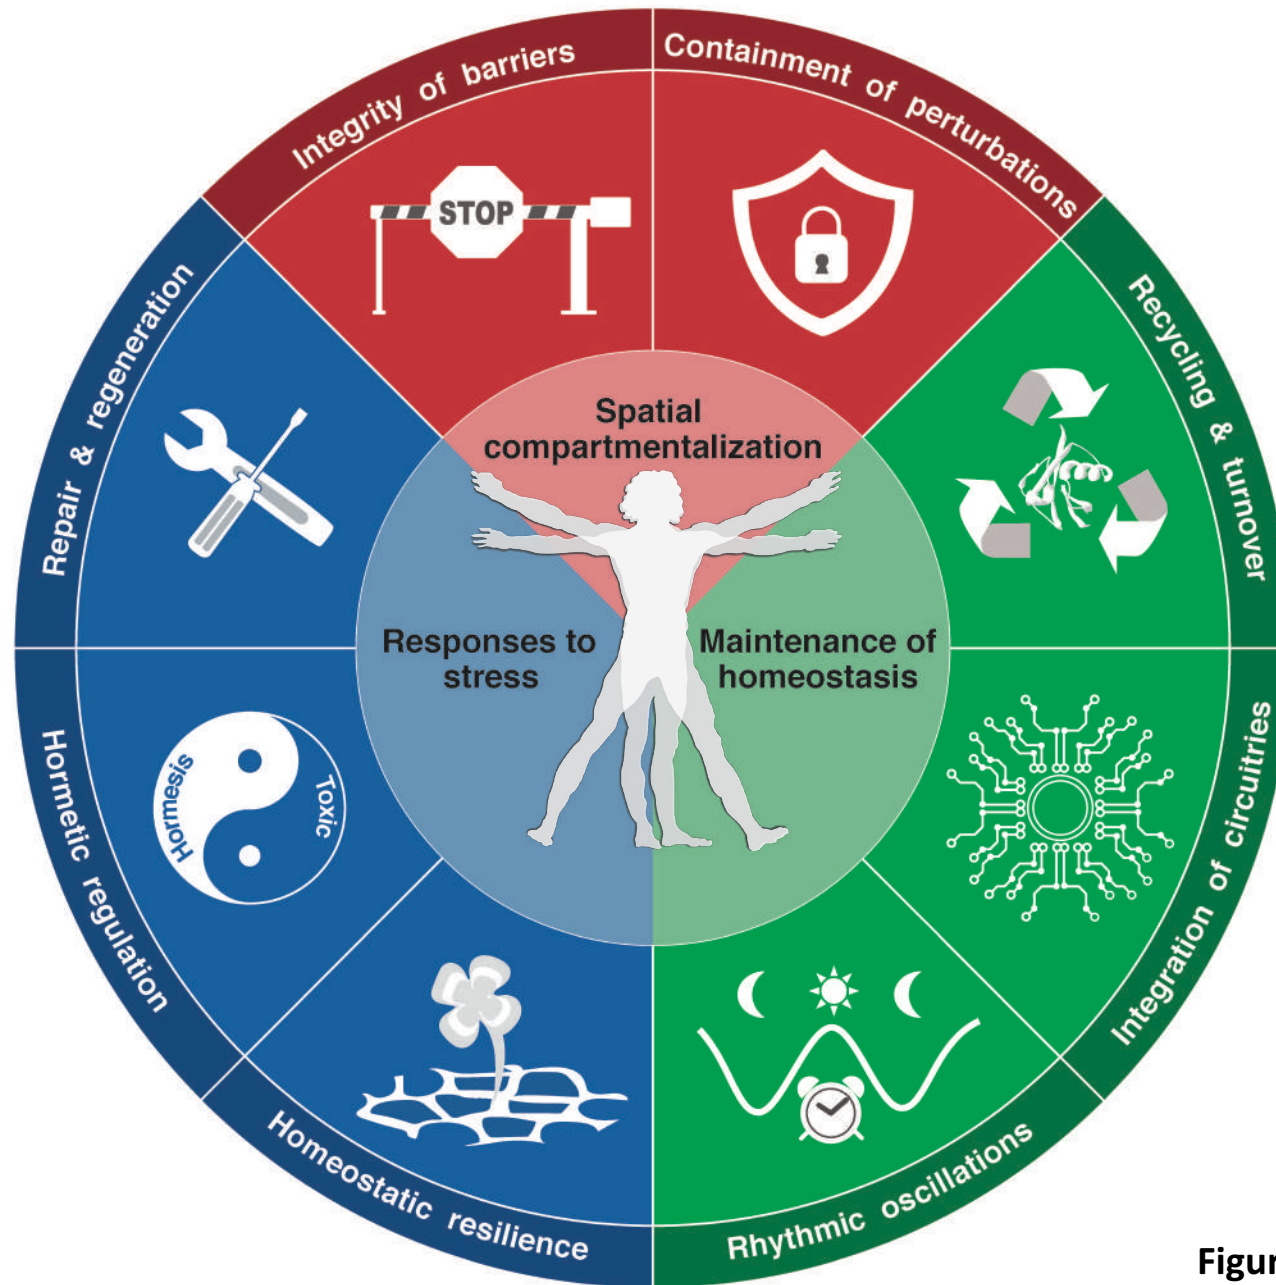 Integrity of barriers
Containment of perturbations
STOP
Repair & regeneration
Recycling & turnover
Spatial
compartmentalization
Responses to
stress
Maintenance of
homeostasis
Hormesis
Toxic
Hormetic regulation
Integration of circuitries
Homeostatic resilience
Rhythmic oscillations
Figur